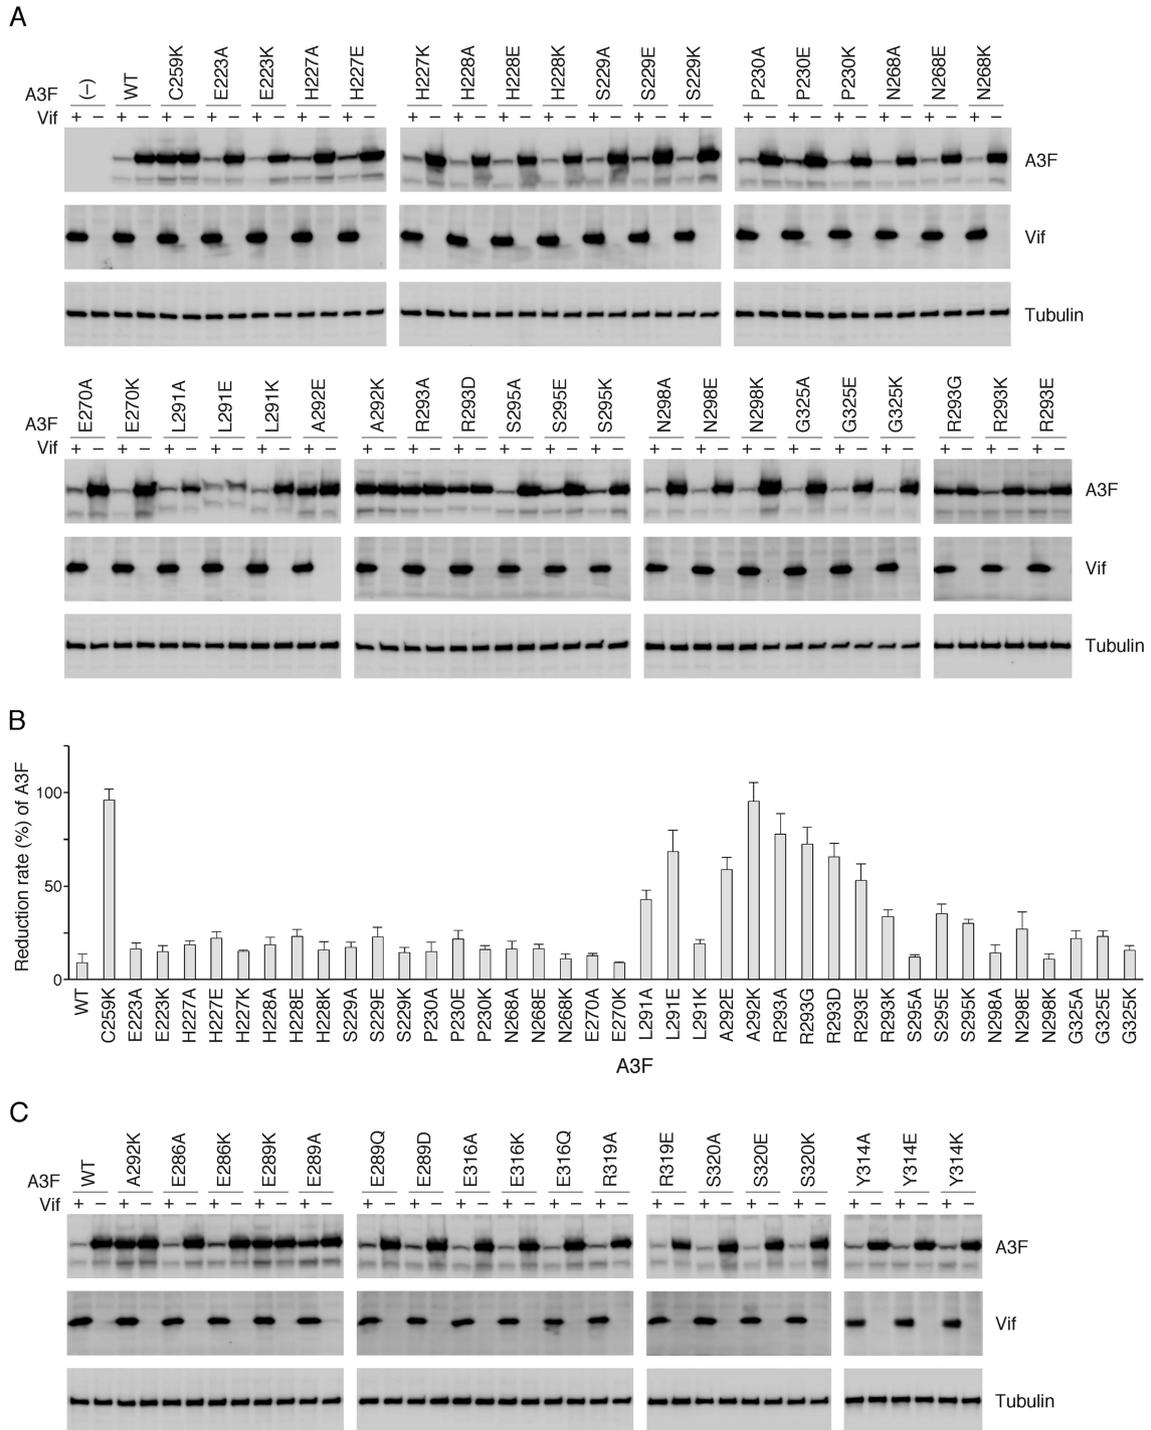 A
A3F (−) WT C259K E223A E223K H227A H227E H227K H228A H228E H228K S229A S229E S229K P230A P230E P230K N268A N268E N268K
Vif + − + − + − + − + − + − + − + − + − + − + − + − + − + − + − + − + − + − + − + −
A3F
Vif
Tubulin
A3F E270A E270K L291A L291E L291K A292E A292K R293A R293D S295A S295E S295K N298A N298E N298K G325A G325E G325K R293G R293K R293E
Vif + − + − + − + − + − + − + − + − + − + − + − + − + − + − + − + − + − + − + − + − + −
A3F
Vif
Tubulin
B
Reduction rate (%) of A3F
100
50
0
WT C259K E223A E223K H227A H227E H227K H228A H228E H228K S229A S229E S229K P230A P230E P230K N268A N268E N268K E270A E270K L291A L291E L291K A292E A292K R293A R293G R293D R293E R293K S295A S295E S295K N298A N298E N298K G325A G325E G325K
A3F
C
A3F WT A292K E286A E286K E289K E289A E289Q E289D E316A E316K E316Q R319A R319E S320A S320E S320K Y314A Y314E Y314K
Vif + − + − + − + − + − + − + − + − + − + − + − + − + − + − + − + − + − + − + −
A3F
Vif
Tubulin